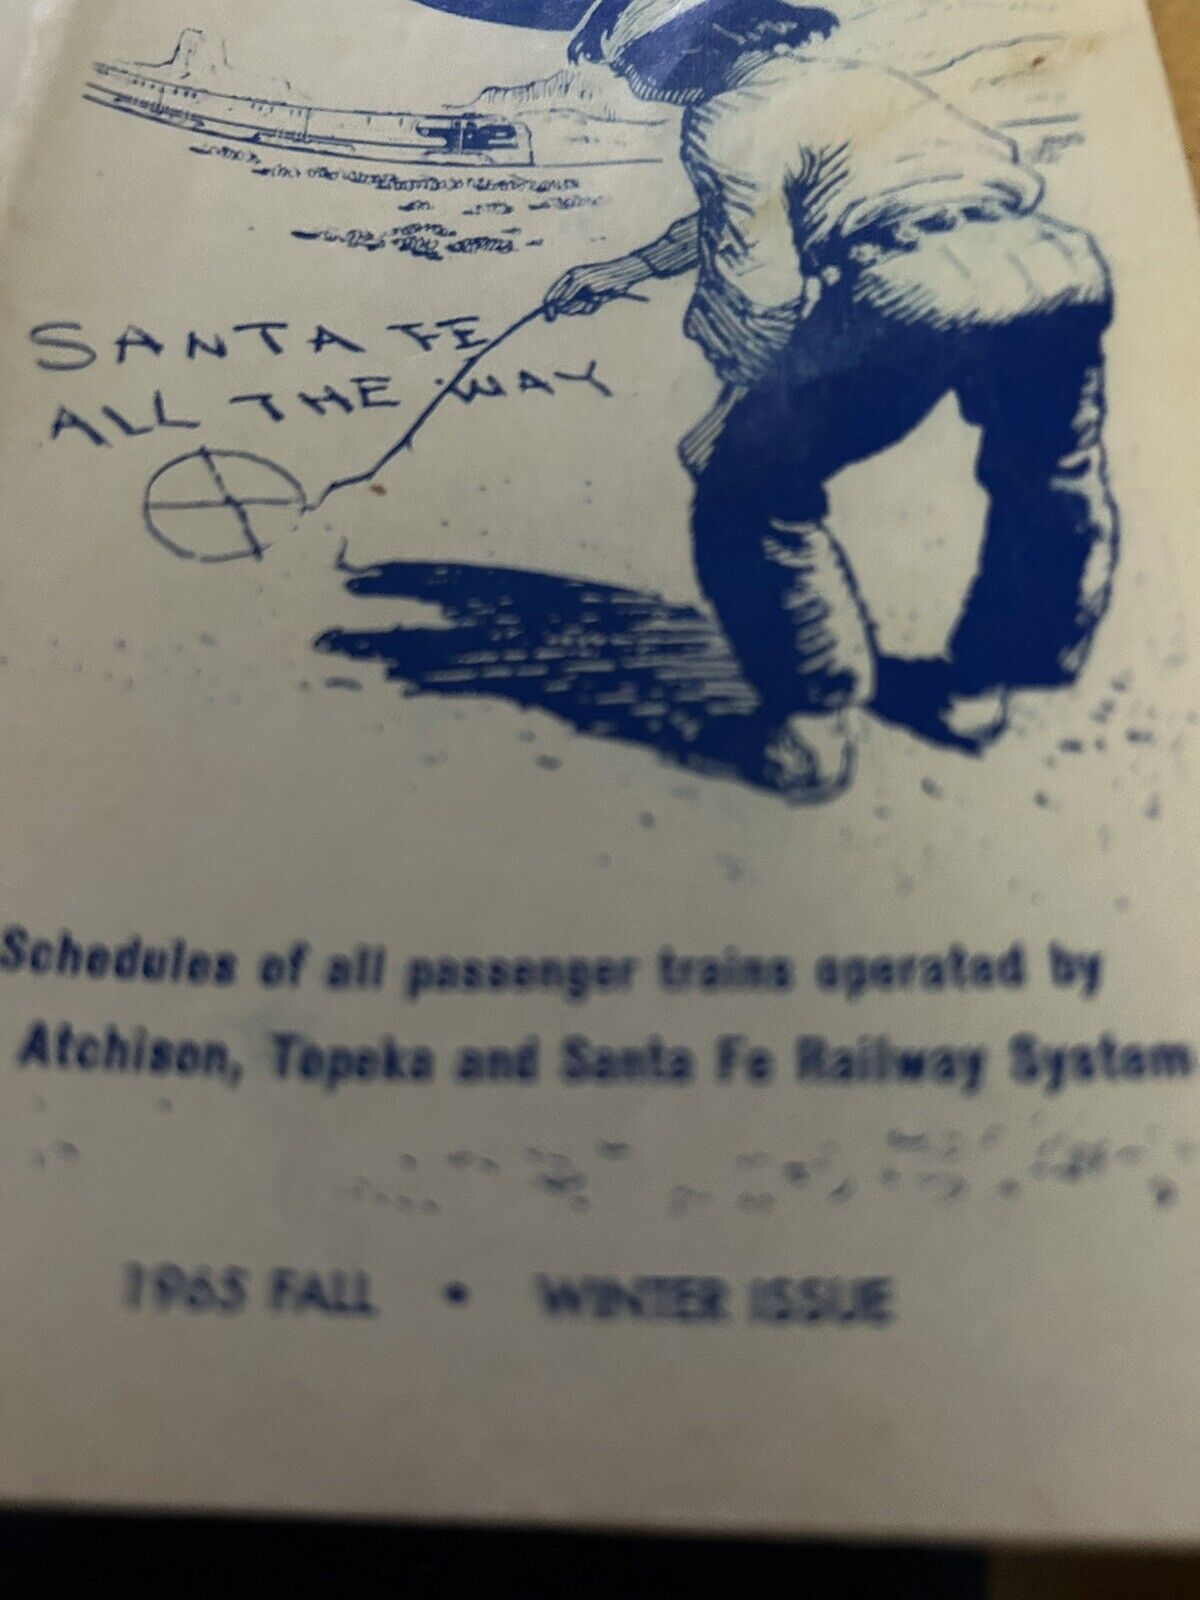 SANTA FE
ALL THE WAY
Schedules of all passenger trains operated by
Atchison, Topeka and Santa Fe Railway System
1965 FALL • WINTER ISSUE